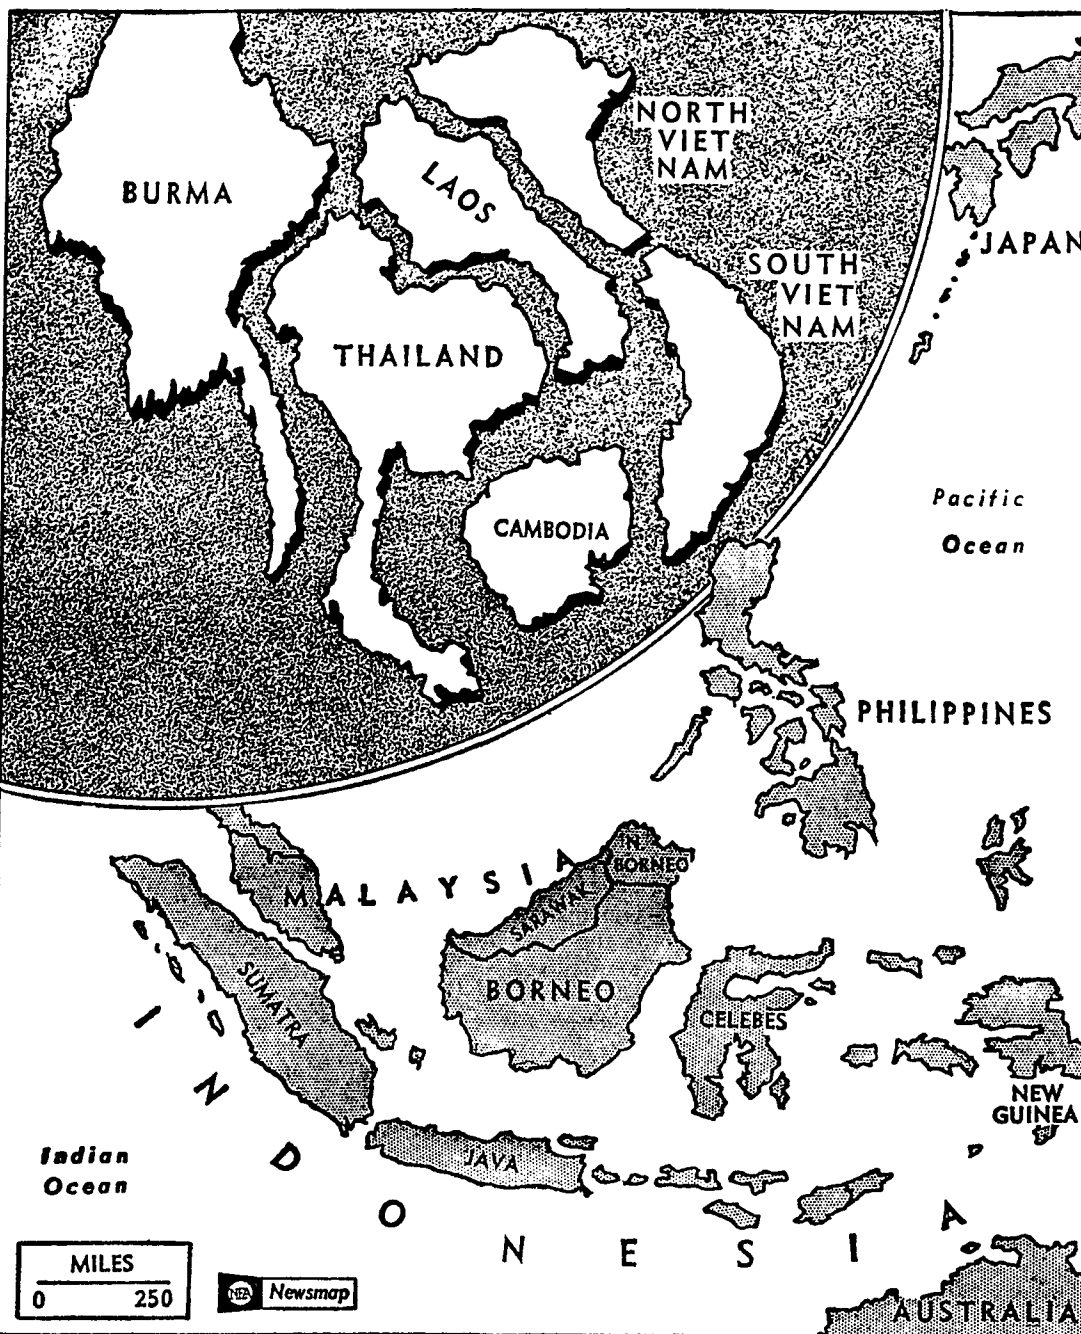 NORTH
VIET
NAM
BURMA
LAOS
SOUTH
VIET
NAM
JAPAN
THAILAND
CAMBODIA
Pacific
Ocean
PHILIPPINES
MALAYSIA
N
BORNEO
SARAWAK
BORNEO
SUMATRA
CELEBES
NEW
GUINEA
JAVA
Indian
Ocean
INDONESIA
AUSTRALIA
MILES
0 250
NEA Newsmap